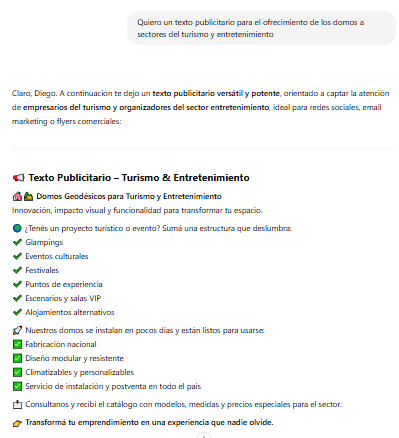 Quiero un texto publicitario para el ofrecimiento de los domos a
sectores del turismo y entretenimiento
Claro, Diego. A continuación te dejo un texto publicitario versátil y potente, orientado a captar la atención
de empresarios del turismo y organizadores del sector entretenimiento, ideal para redes sociales, email
marketing o flyers comerciales:
📢 Texto Publicitario – Turismo & Entretenimiento
🎪🏕️ Domos Geodésicos para Turismo y Entretenimiento
Innovación, impacto visual y funcionalidad para transformar tu espacio.
🌍 ¿Tenés un proyecto turístico o evento? Sumá una estructura que deslumbra:
✔ Glampings
✔ Eventos culturales
✔ Festivales
✔ Puntos de experiencia
✔ Escenarios y salas VIP
✔ Alojamientos alternativos
🚀 Nuestros domos se instalan en pocos días y están listos para usarse:
✅ Fabricación nacional
✅ Diseño modular y resistente
✅ Climatizables y personalizables
✅ Servicio de instalación y postventa en todo el país
📩 Consultanos y recibí el catálogo con modelos, medidas y precios especiales para el sector.
👉 Transformá tu emprendimiento en una experiencia que nadie olvide.